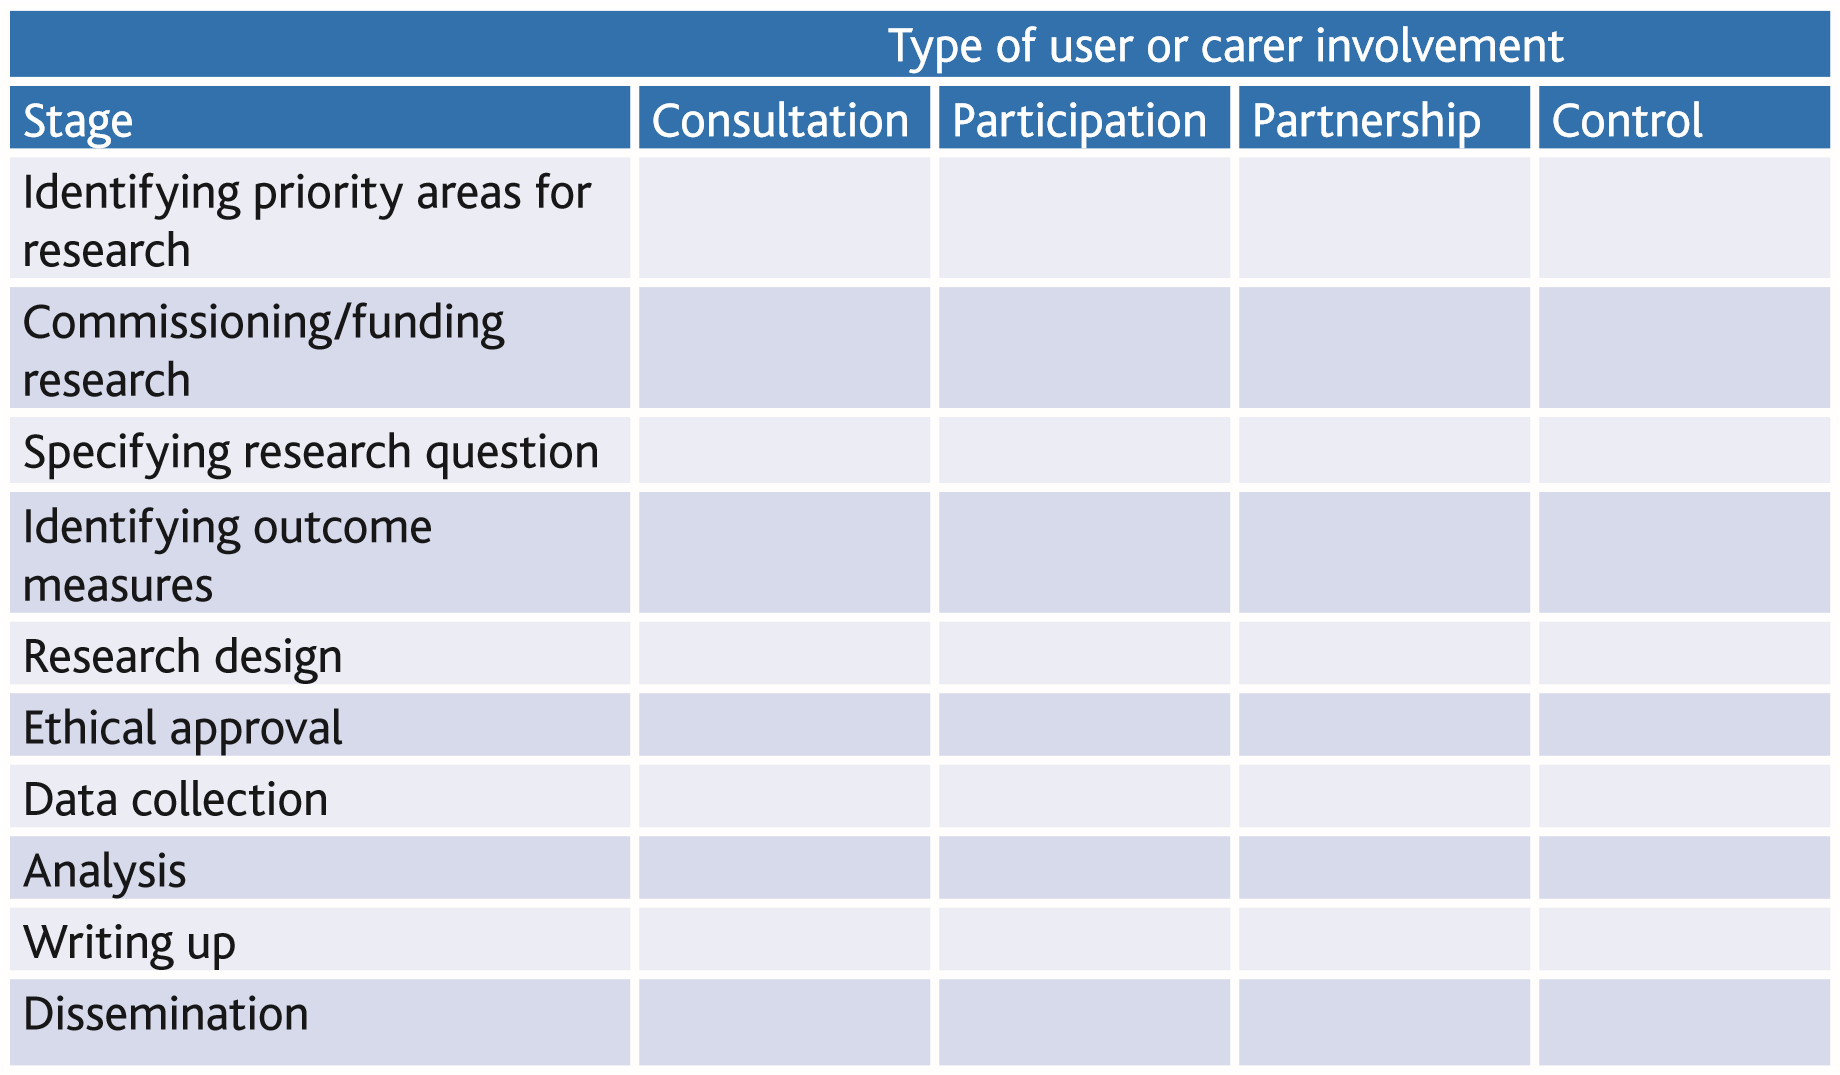 Type of user or carer involvement
Stage Consultation Participation Partnership Control
Identifying priority areas for
research
Commissioning/funding
research
Specifying research question
Identifying outcome
measures
Research design
Ethical approval
Data collection
Analysis
Writing up
Dissemination